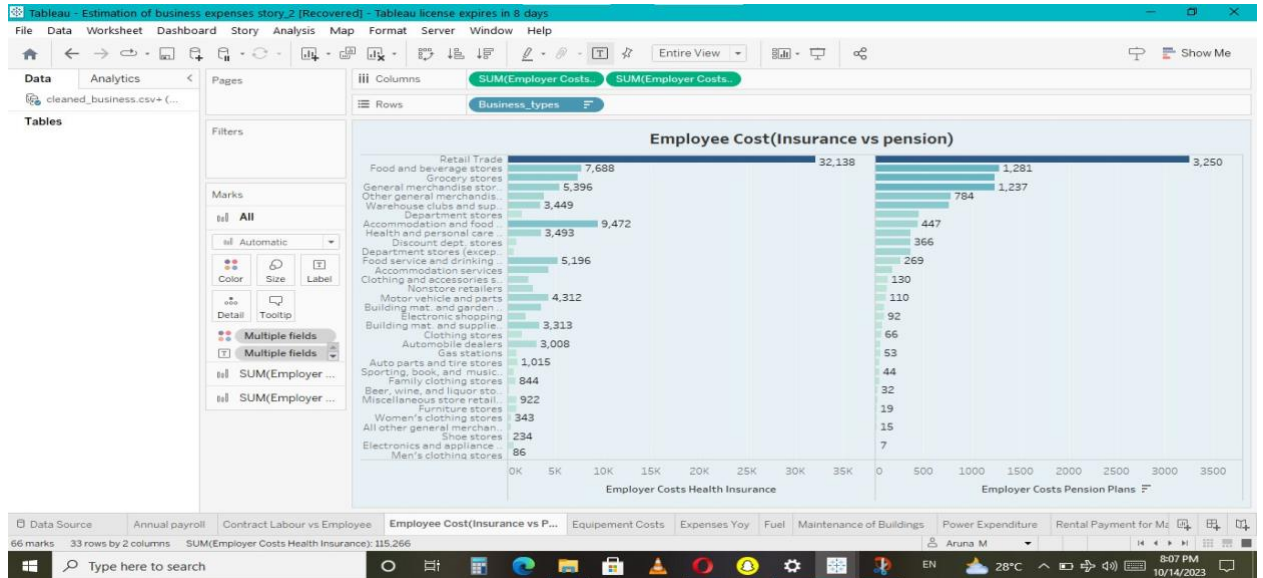 Tableau - Estimation of business expenses story_2 [Recovered] - Tableau license expires in 8 days
File Data Worksheet Dashboard Story Analysis Map Format Server Window Help
Entire View
Show Me
Data Analytics
cleaned_business.csv+ (...
Tables
Pages
Filters
Marks
All
Automatic
Color Size Label
Detail Tooltip
Multiple fields
Multiple fields
SUM(Employer ...
SUM(Employer ...
Columns SUM(Employer Costs.. SUM(Employer Costs..
Rows Business_types
Employee Cost(Insurance vs pension)
Retail Trade 32,138 3,250
Food and beverage stores 7,688 1,281
Grocery stores
General merchandise stor.. 5,396 1,237
Other general merchandis.. 784
Warehouse clubs and sup.. 3,449
Department stores
Accommodation and food .. 9,472 447
Health and personal care .. 3,493
Discount dept. stores 366
Department stores (excep..
Food service and drinking .. 5,196 269
Accommodation services
Clothing and accessories s.. 130
Nonstore retailers
Motor vehicle and parts 4,312 110
Building mat. and garden ..
Electronic shopping 92
Building mat. and supplie.. 3,313
Clothing stores 66
Automobile dealers 3,008
Gas stations 53
Auto parts and tire stores 1,015
Sporting, book, and music.. 44
Family clothing stores 844
Beer, wine, and liquor sto.. 32
Miscellaneous store retail.. 922
Furniture stores 19
Women's clothing stores 343
All other general merchan.. 15
Shoe stores 234
Electronics and appliance .. 7
Men's clothing stores 86
0K 5K 10K 15K 20K 25K 30K 35K 0 500 1000 1500 2000 2500 3000 3500
Employer Costs Health Insurance Employer Costs Pension Plans
Data Source Annual payroll Contract Labour vs Employee Employee Cost(Insurance vs P... Equipement Costs Expenses Yoy Fuel Maintenance of Buildings Power Expenditure Rental Payment for Ma
66 marks 33 rows by 2 columns SUM(Employer Costs Health Insurance): 115,266 Aruna M
Type here to search EN 28°C 8:07 PM
10/14/2023